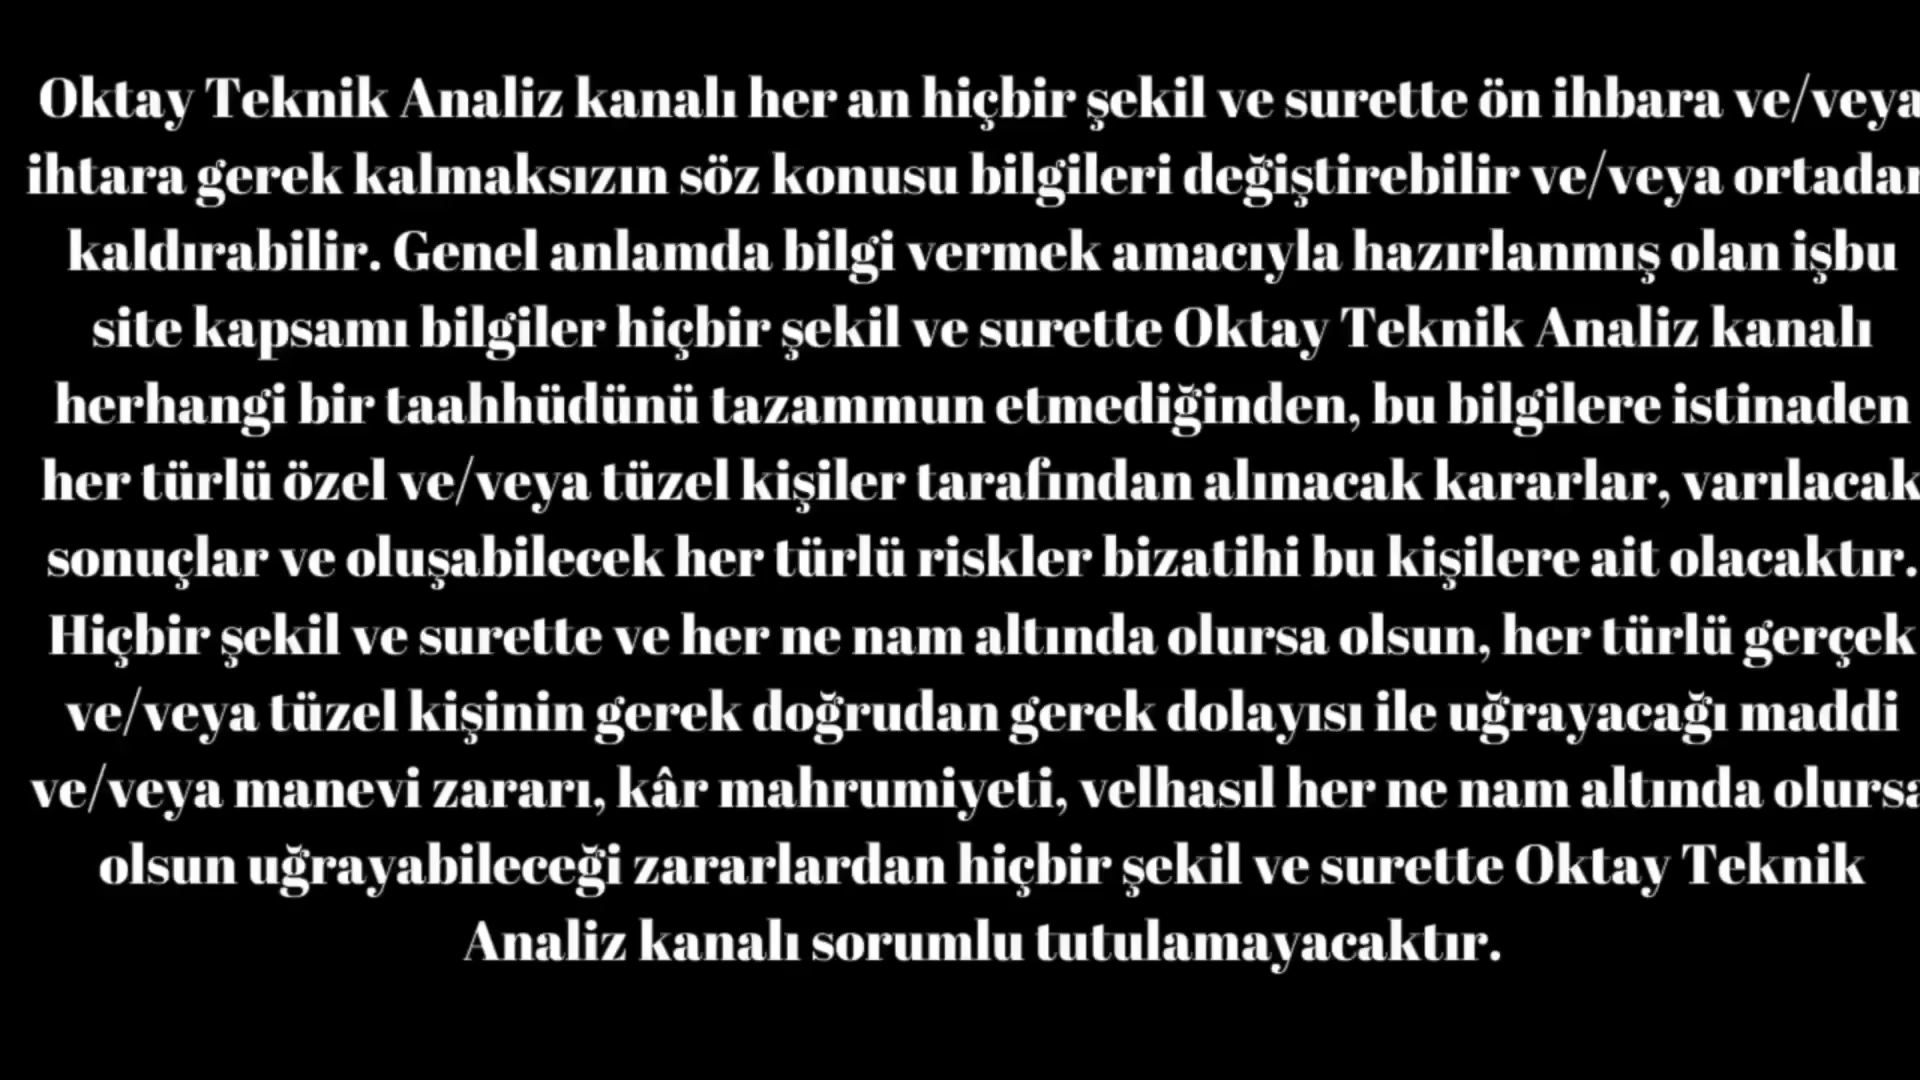 Oktay Teknik Analiz kanalı her an hiçbir şekil ve surette ön ihbara ve/veya
ihtara gerek kalmaksızın söz konusu bilgileri değiştirebilir ve/veya ortadan
kaldırabilir. Genel anlamda bilgi vermek amacıyla hazırlanmış olan işbu
site kapsamı bilgiler hiçbir şekil ve surette Oktay Teknik Analiz kanalı
herhangi bir taahhüdünü tazammun etmediğinden, bu bilgilere istinaden
her türlü özel ve/veya tüzel kişiler tarafından alınacak kararlar, varılacak
sonuçlar ve oluşabilecek her türlü riskler bizatihi bu kişilere ait olacaktır.
Hiçbir şekil ve surette ve her ne nam altında olursa olsun, her türlü gerçek
ve/veya tüzel kişinin gerek doğrudan gerek dolayısı ile uğrayacağı maddi
ve/veya manevi zararı, kâr mahrumiyeti, velhasıl her ne nam altında olursa
olsun uğrayabileceği zararlardan hiçbir şekil ve surette Oktay Teknik
Analiz kanalı sorumlu tutulamayacaktır.